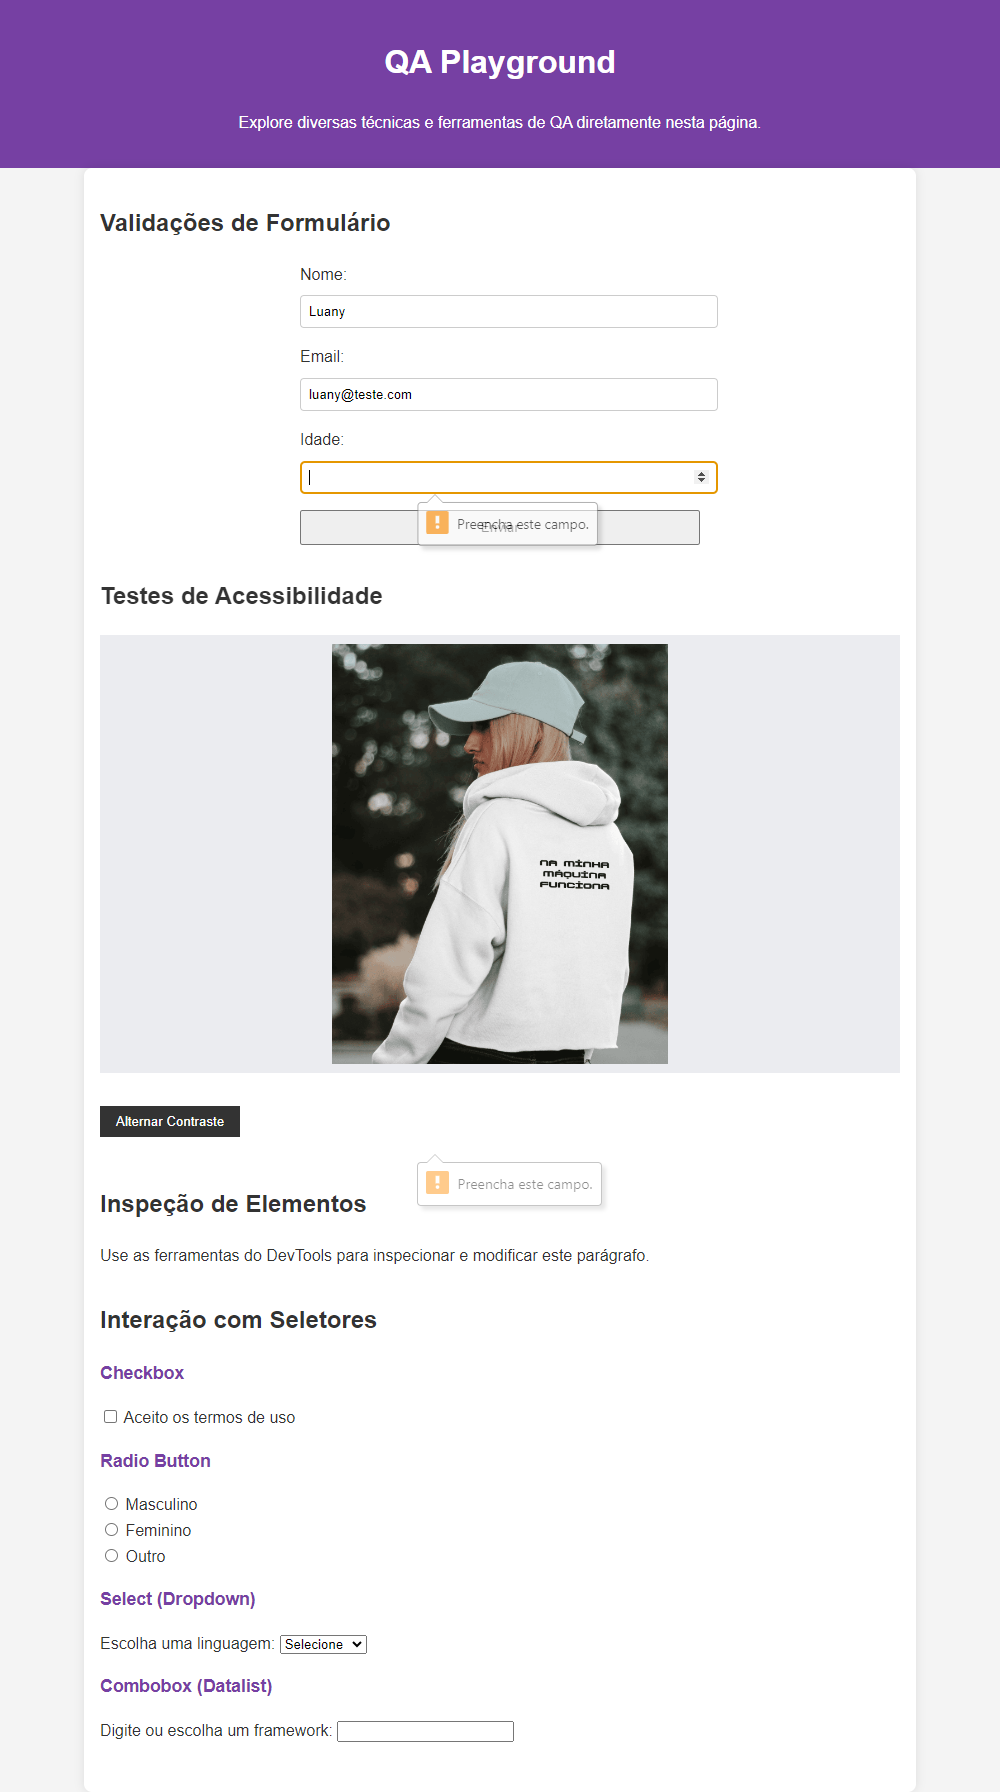 QA Playground
Explore diversas técnicas e ferramentas de QA diretamente nesta página.
Validações de Formulário
Nome:
Luany
Email:
luany@teste.com
Idade:
Enviar
Preencha este campo.
Testes de Acessibilidade
NA MINHA
MÁQUINA
FUNCIONA
Alternar Contraste
Preencha este campo.
Inspeção de Elementos
Use as ferramentas do DevTools para inspecionar e modificar este parágrafo.
Interação com Seletores
Checkbox
Aceito os termos de uso
Radio Button
Masculino
Feminino
Outro
Select (Dropdown)
Escolha uma linguagem: Selecione
Combobox (Datalist)
Digite ou escolha um framework: